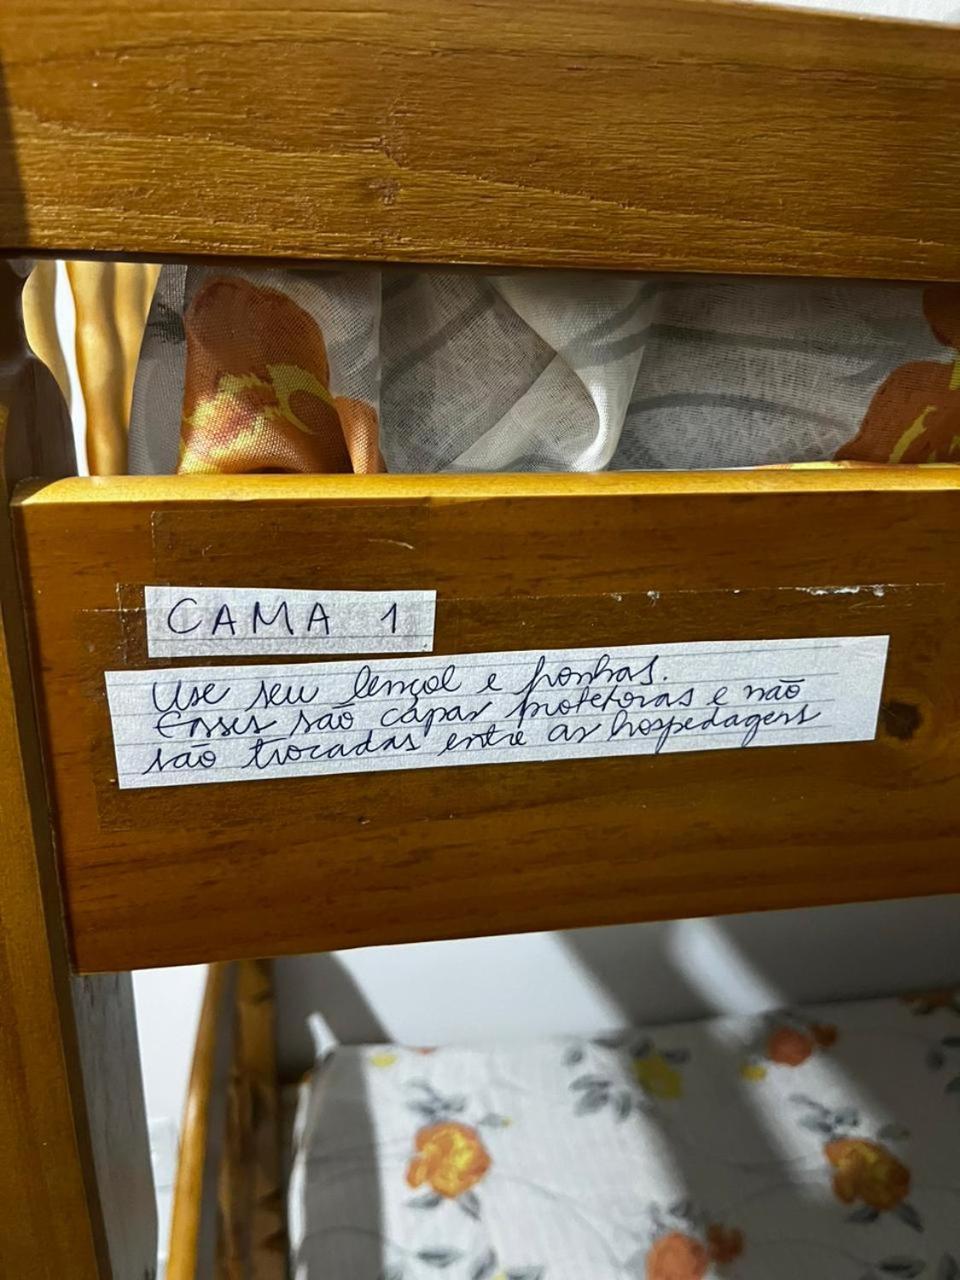 CAMA 1
Use seu lençol e fronhas.
Esses são capas protetoras e não
são trocadas entre as hospedagens